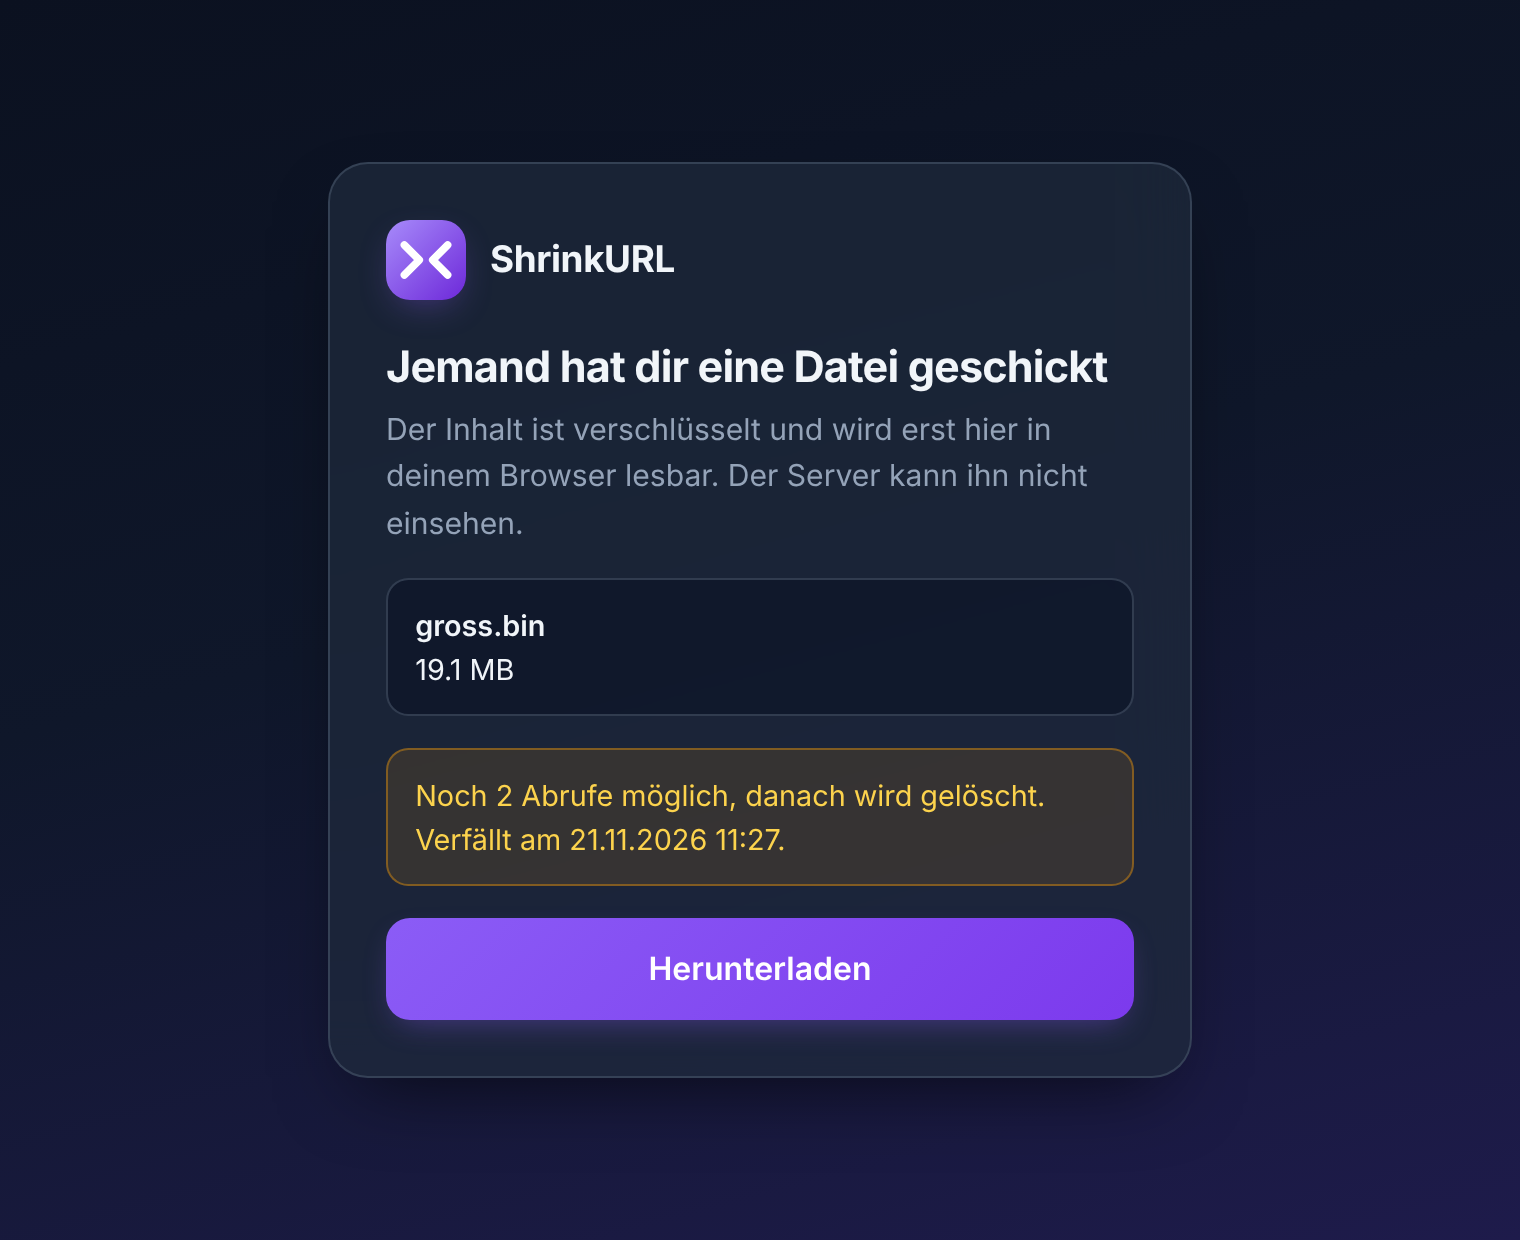 ShrinkURL
Jemand hat dir eine Datei geschickt
Der Inhalt ist verschlüsselt und wird erst hier in
deinem Browser lesbar. Der Server kann ihn nicht
einsehen.
gross.bin
19.1 MB
Noch 2 Abrufe möglich, danach wird gelöscht.
Verfällt am 21.11.2026 11:27.
Herunterladen